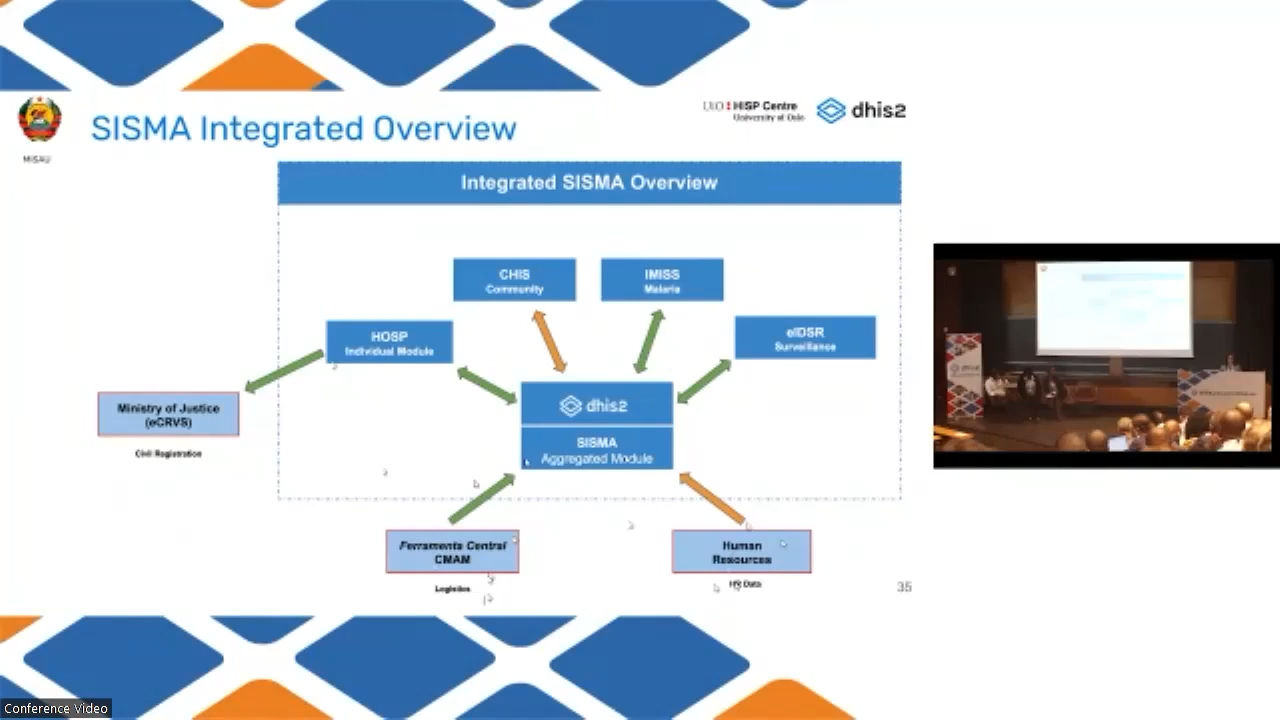 SISMA Integrated Overview
MISAU
UiO HISP Centre
University of Oslo
dhis2
Integrated SISMA Overview
CHIS
Community
IMISS
Malaria
HOSP
Individual Module
eIDSR
Surveillance
Ministry of Justice
(eCRVS)
Civil Registration
dhis2
SISMA
Aggregated Module
Ferramenta Central
CMAM
Logistics
Human
Resources
HR Data
35
Conference Video